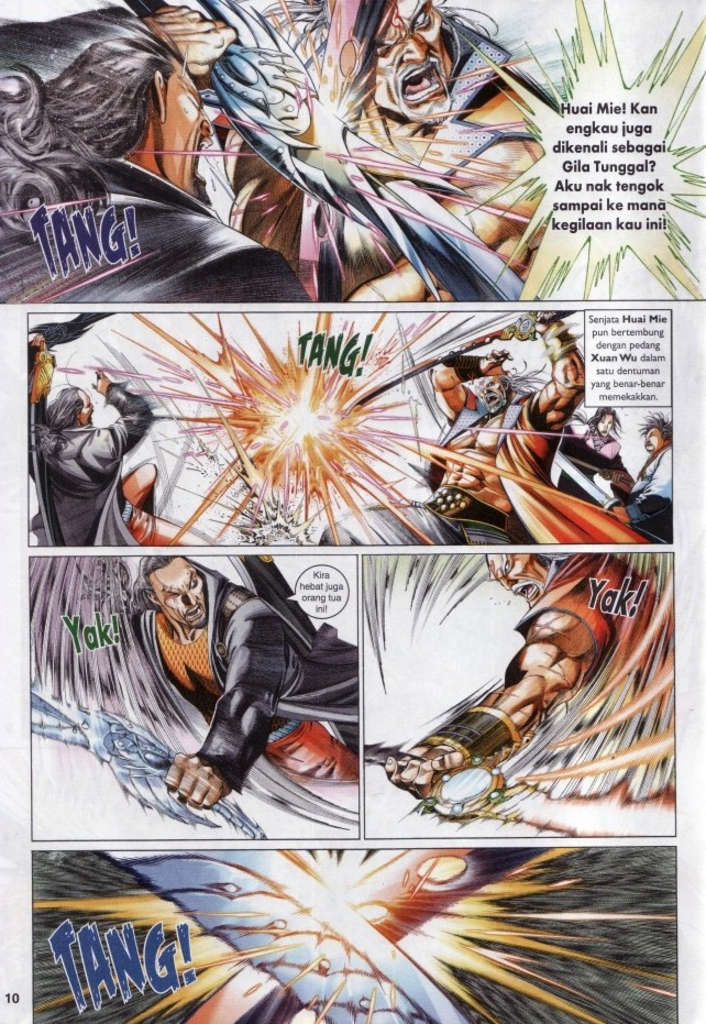 Huai Mie! Kan
engkau juga
dikenali sebagai
Gila Tunggal?
Aku nak tengok
sampai ke mana
kegilaan kau ini!
TANG!
TANG!
Senjata Huai Mie
pun bertembung
dengan pedang
Xuan Wu dalam
satu dentuman
yang benar-benar
memekakkan.
Yak!
Kira
hebat juga
orang tua
ini!
Yak!
TANG!
10